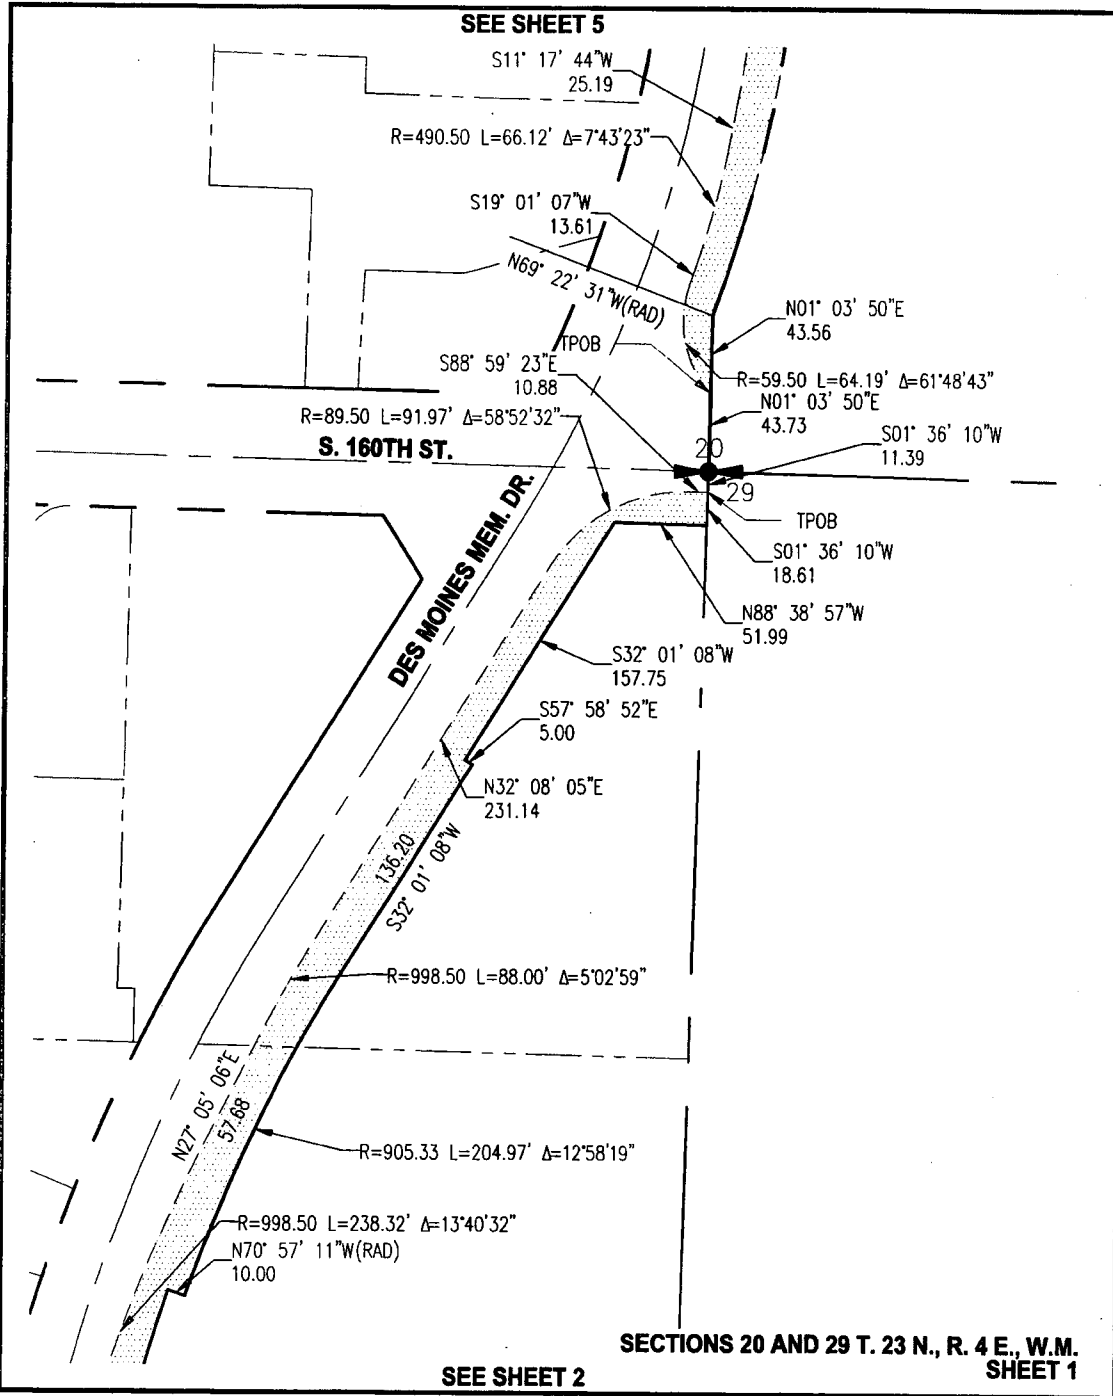 SEE SHEET 5
S11° 17' 44"W
25.19
R=490.50 L=66.12' Δ=7°43'23"
S19° 01' 07"W
13.61
N69° 22' 31"W(RAD)
N01° 03' 50"E
43.56
TPOB
S88° 59' 23"E
10.88
R=59.50 L=64.19' Δ=61°48'43"
N01° 03' 50"E
43.73
R=89.50 L=91.97' Δ=58°52'32"
S01° 36' 10"W
11.39
S. 160TH ST.
20
29
TPOB
DES MOINES MEM. DR.
S01° 36' 10"W
18.61
N88° 38' 57"W
51.99
S32° 01' 08"W
157.75
S57° 58' 52"E
5.00
N32° 08' 05"E
231.14
136.20
S32° 01' 08"W
R=998.50 L=88.00' Δ=5°02'59"
N27° 05' 06"E
57.68
R=905.33 L=204.97' Δ=12°58'19"
R=998.50 L=238.32' Δ=13°40'32"
N70° 57' 11"W(RAD)
10.00
SECTIONS 20 AND 29 T. 23 N., R. 4 E., W.M.
SHEET 1
SEE SHEET 2